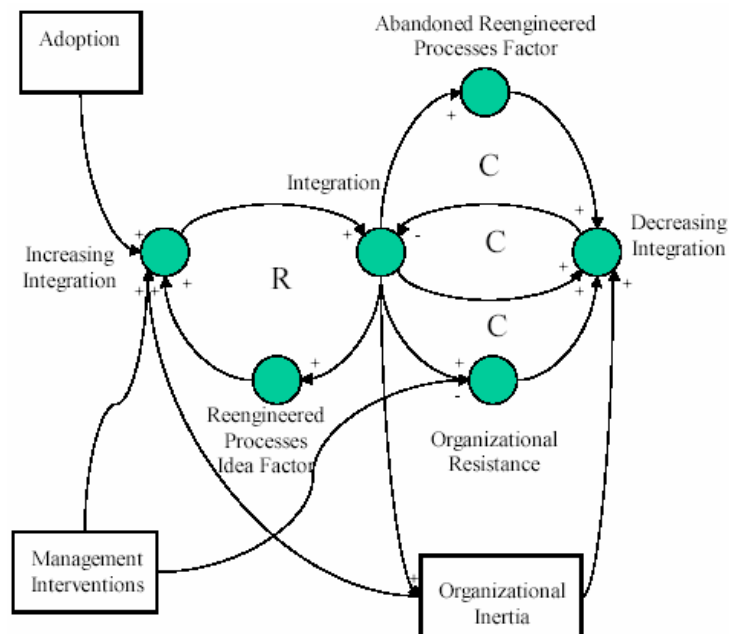 Adoption
Abandoned Reengineered
Processes Factor
+
C
Integration
+
+
+
-
C
Decreasing
Integration
Increasing
Integration
R
+
+
+
+
+
+
+
C
+
+
-
Reengineered
Processes
Idea Factor
Organizational
Resistance
Management
Interventions
+
Organizational
Inertia